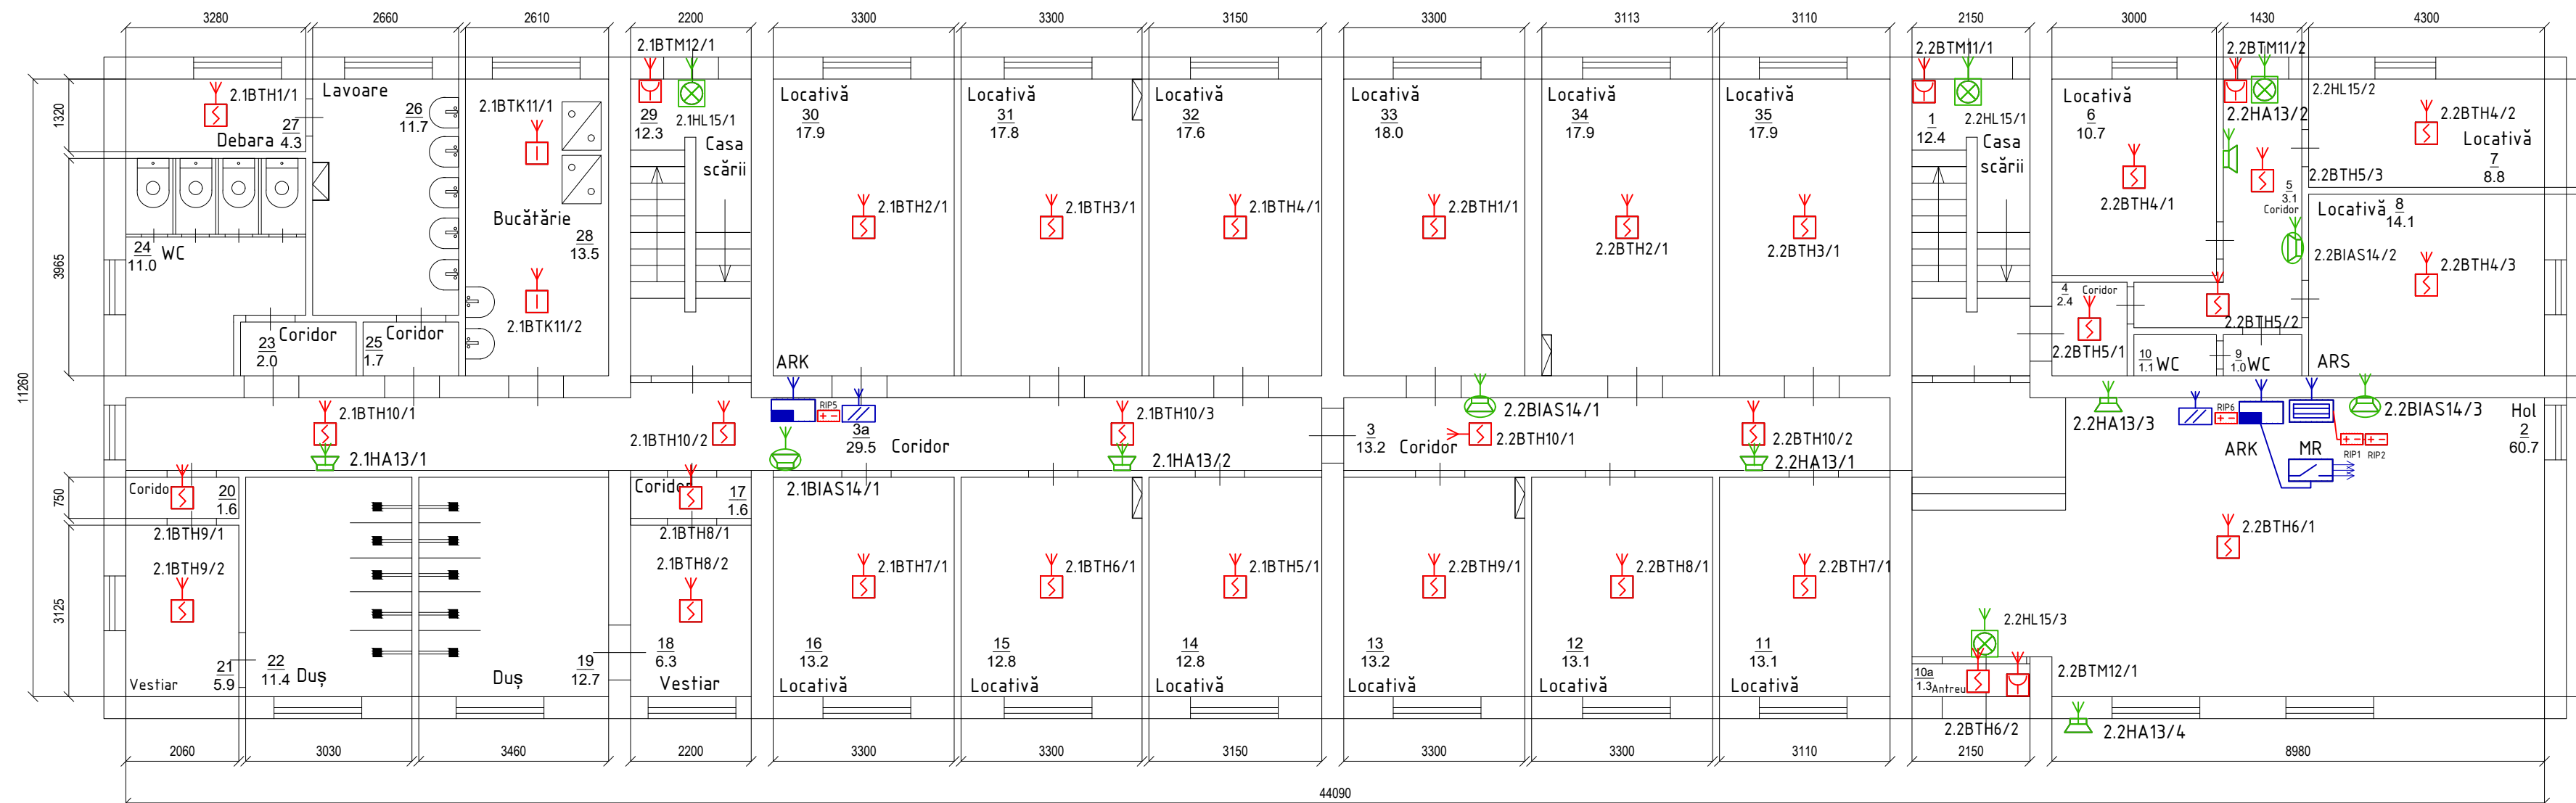 3280 2660 2610 2200 3300 3300 3150 3300 3113 3110 2150 3000 1430 4300
2.1BTM12/1 2.2BTM11/1 2.2BTM11/2
2.1BTH1/1 Lavoare 26 11.7 2.1BTK11/1 29 12.3 2.1HL15/1
27 4.3 Debara
Casa scării
Locativă 30 17.9
Locativă 31 17.8
Locativă 32 17.6
Locativă 33 18.0
Locativă 34 17.9
Locativă 35 17.9
1 12.4 2.2HL15/1
Casa scării
Locativă 6 10.7
2.2HL15/2
2.2HA13/2
2.2BTH4/2
Locativă 7 8.8
1320
3965
11260
750
3125
24 11.0 WC
Bucătărie 28 13.5
2.1BTK11/2
2.1BTH2/1 2.1BTH3/1 2.1BTH4/1 2.2BTH1/1 2.2BTH2/1 2.2BTH3/1
2.2BTH4/1
2.2BTH5/3
5 3.1 Coridor
Locativă 8 14.1
2.2BIAS14/2
2.2BTH4/3
4 2.4 Coridor
2.2BTH5/2
2.2BTH5/1
23 2.0 Coridor
25 1.7 Coridor
10 1.1 WC
9 1.0 WC
ARS
ARK
RIP5
2.1BTH10/1
2.1BTH10/2
2.1HA13/1
3a 29.5 Coridor
2.1BTH10/3
2.1HA13/2
2.1BIAS14/1
3 13.2 Coridor
2.2BIAS14/1
2.2BTH10/1
2.2BTH10/2
2.2HA13/1
2.2HA13/3
RIP6
ARK
MR
RIP1 RIP2
2.2BIAS14/3
Hol 2 60.7
Corido 20 1.6
2.1BTH9/1
2.1BTH9/2
Coridor 17 1.6
2.1BTH8/1
2.1BTH8/2
2.1BTH7/1 2.1BTH6/1 2.1BTH5/1 2.2BTH9/1 2.2BTH8/1 2.2BTH7/1
2.2BTH6/1
2.2HL15/3
Vestiar 21 5.9
22 11.4 Duș
Duș 19 12.7
18 6.3 Vestiar
16 13.2 Locativă
15 12.8 Locativă
14 12.8 Locativă
13 13.2 Locativă
12 13.1 Locativă
11 13.1 Locativă
10a 1.3 Antreu
2.2BTM12/1
2.2BTH6/2
2.2HA13/4
2060 3030 3460 2200 3300 3300 3150 3300 3300 3110 2150 8980
44090